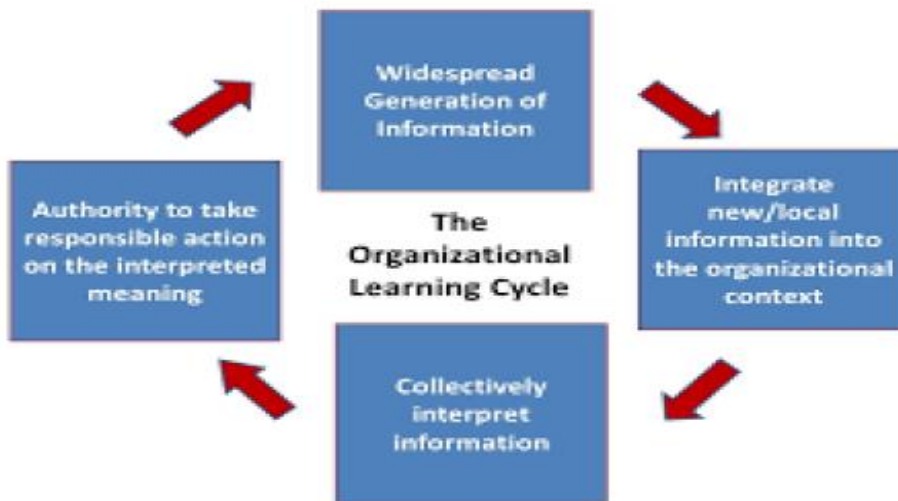 Widespread
Generation of
Information
Integrate
new/local
information into
the organizational
context
Collectively
interpret
information
Authority to take
responsible action
on the interpreted
meaning
The
Organizational
Learning Cycle